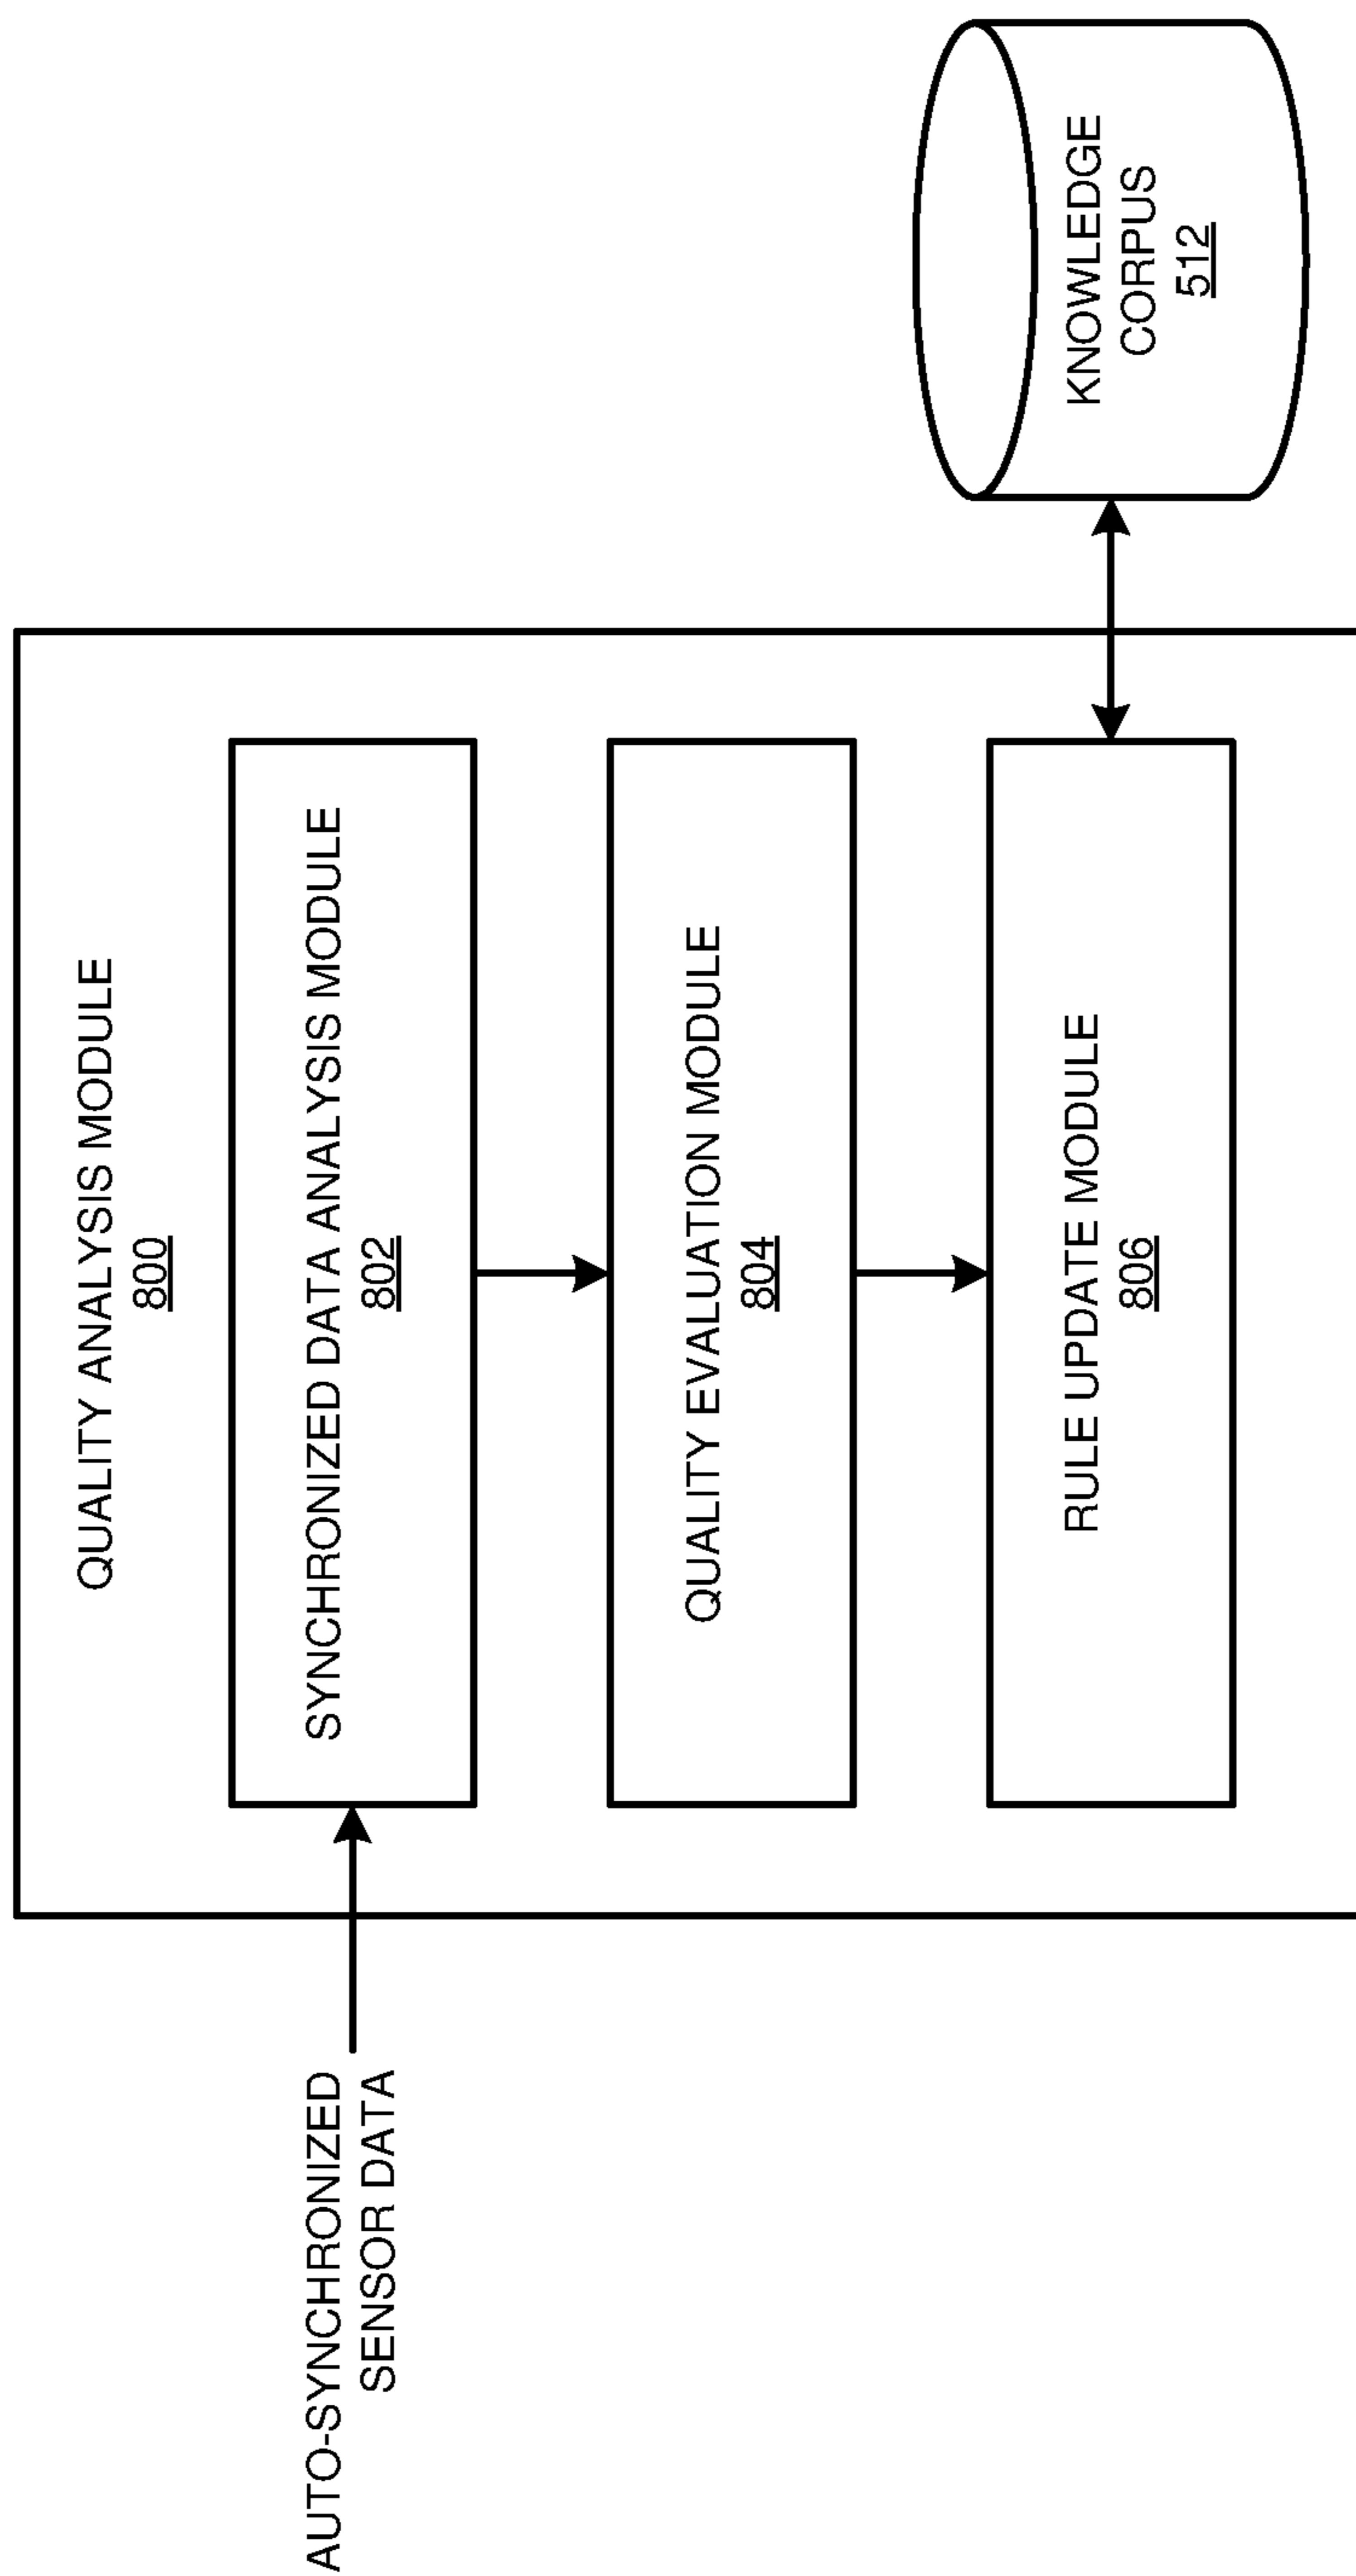 QUALITY ANALYSIS MODULE
800
AUTO-SYNCHRONIZED
SENSOR DATA
SYNCHRONIZED DATA ANALYSIS MODULE
802
QUALITY EVALUATION MODULE
804
RULE UPDATE MODULE
806
KNOWLEDGE
CORPUS
512